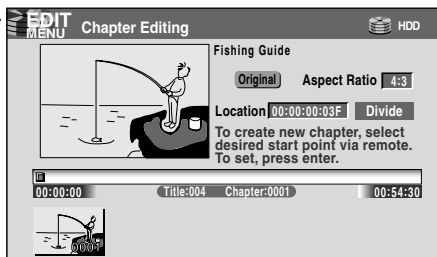 EDIT
MENU
Chapter Editing
HDD
Fishing Guide
Original
Aspect Ratio 4:3
Location 00:00:00:03F Divide
To create new chapter, select
desired start point via remote.
To set, press enter.
00:00:00 Title:004 Chapter:0001 00:54:30
0001